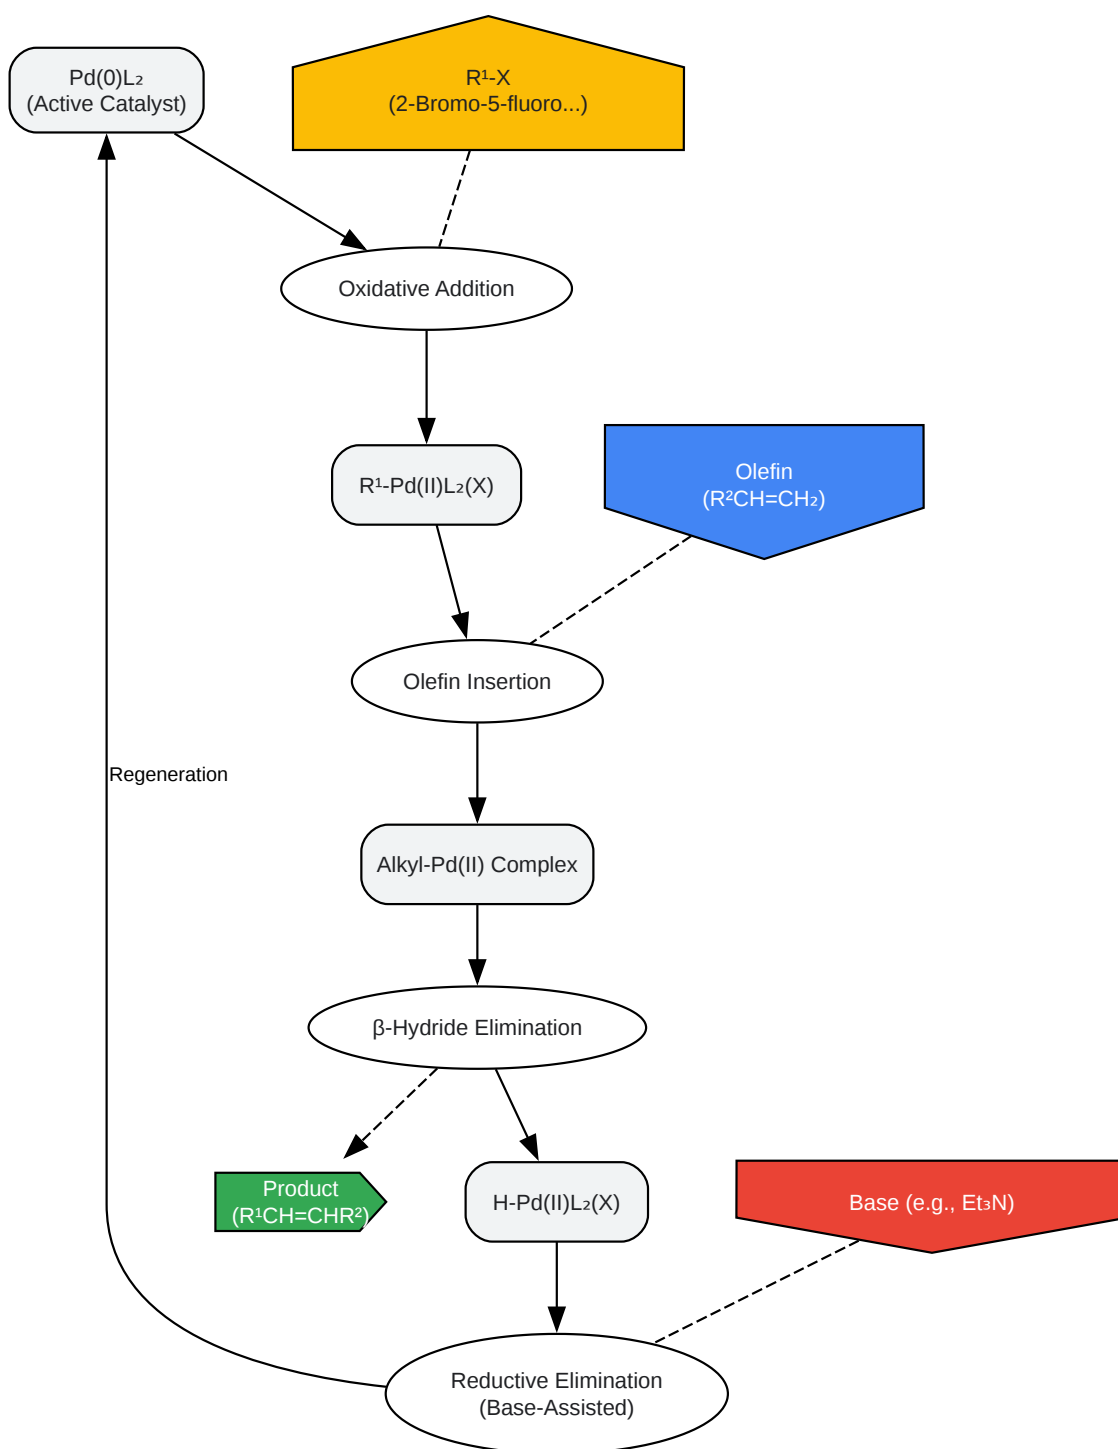 Pd(0)L₂
(Active Catalyst)
R¹-X
(2-Bromo-5-fluoro...)
Oxidative Addition
R¹-Pd(II)L₂(X)
Olefin
(R²CH=CH₂)
Olefin Insertion
Regeneration
Alkyl-Pd(II) Complex
β-Hydride Elimination
Product
(R¹CH=CHR²)
H-Pd(II)L₂(X)
Base (e.g., Et₃N)
Reductive Elimination
(Base-Assisted)